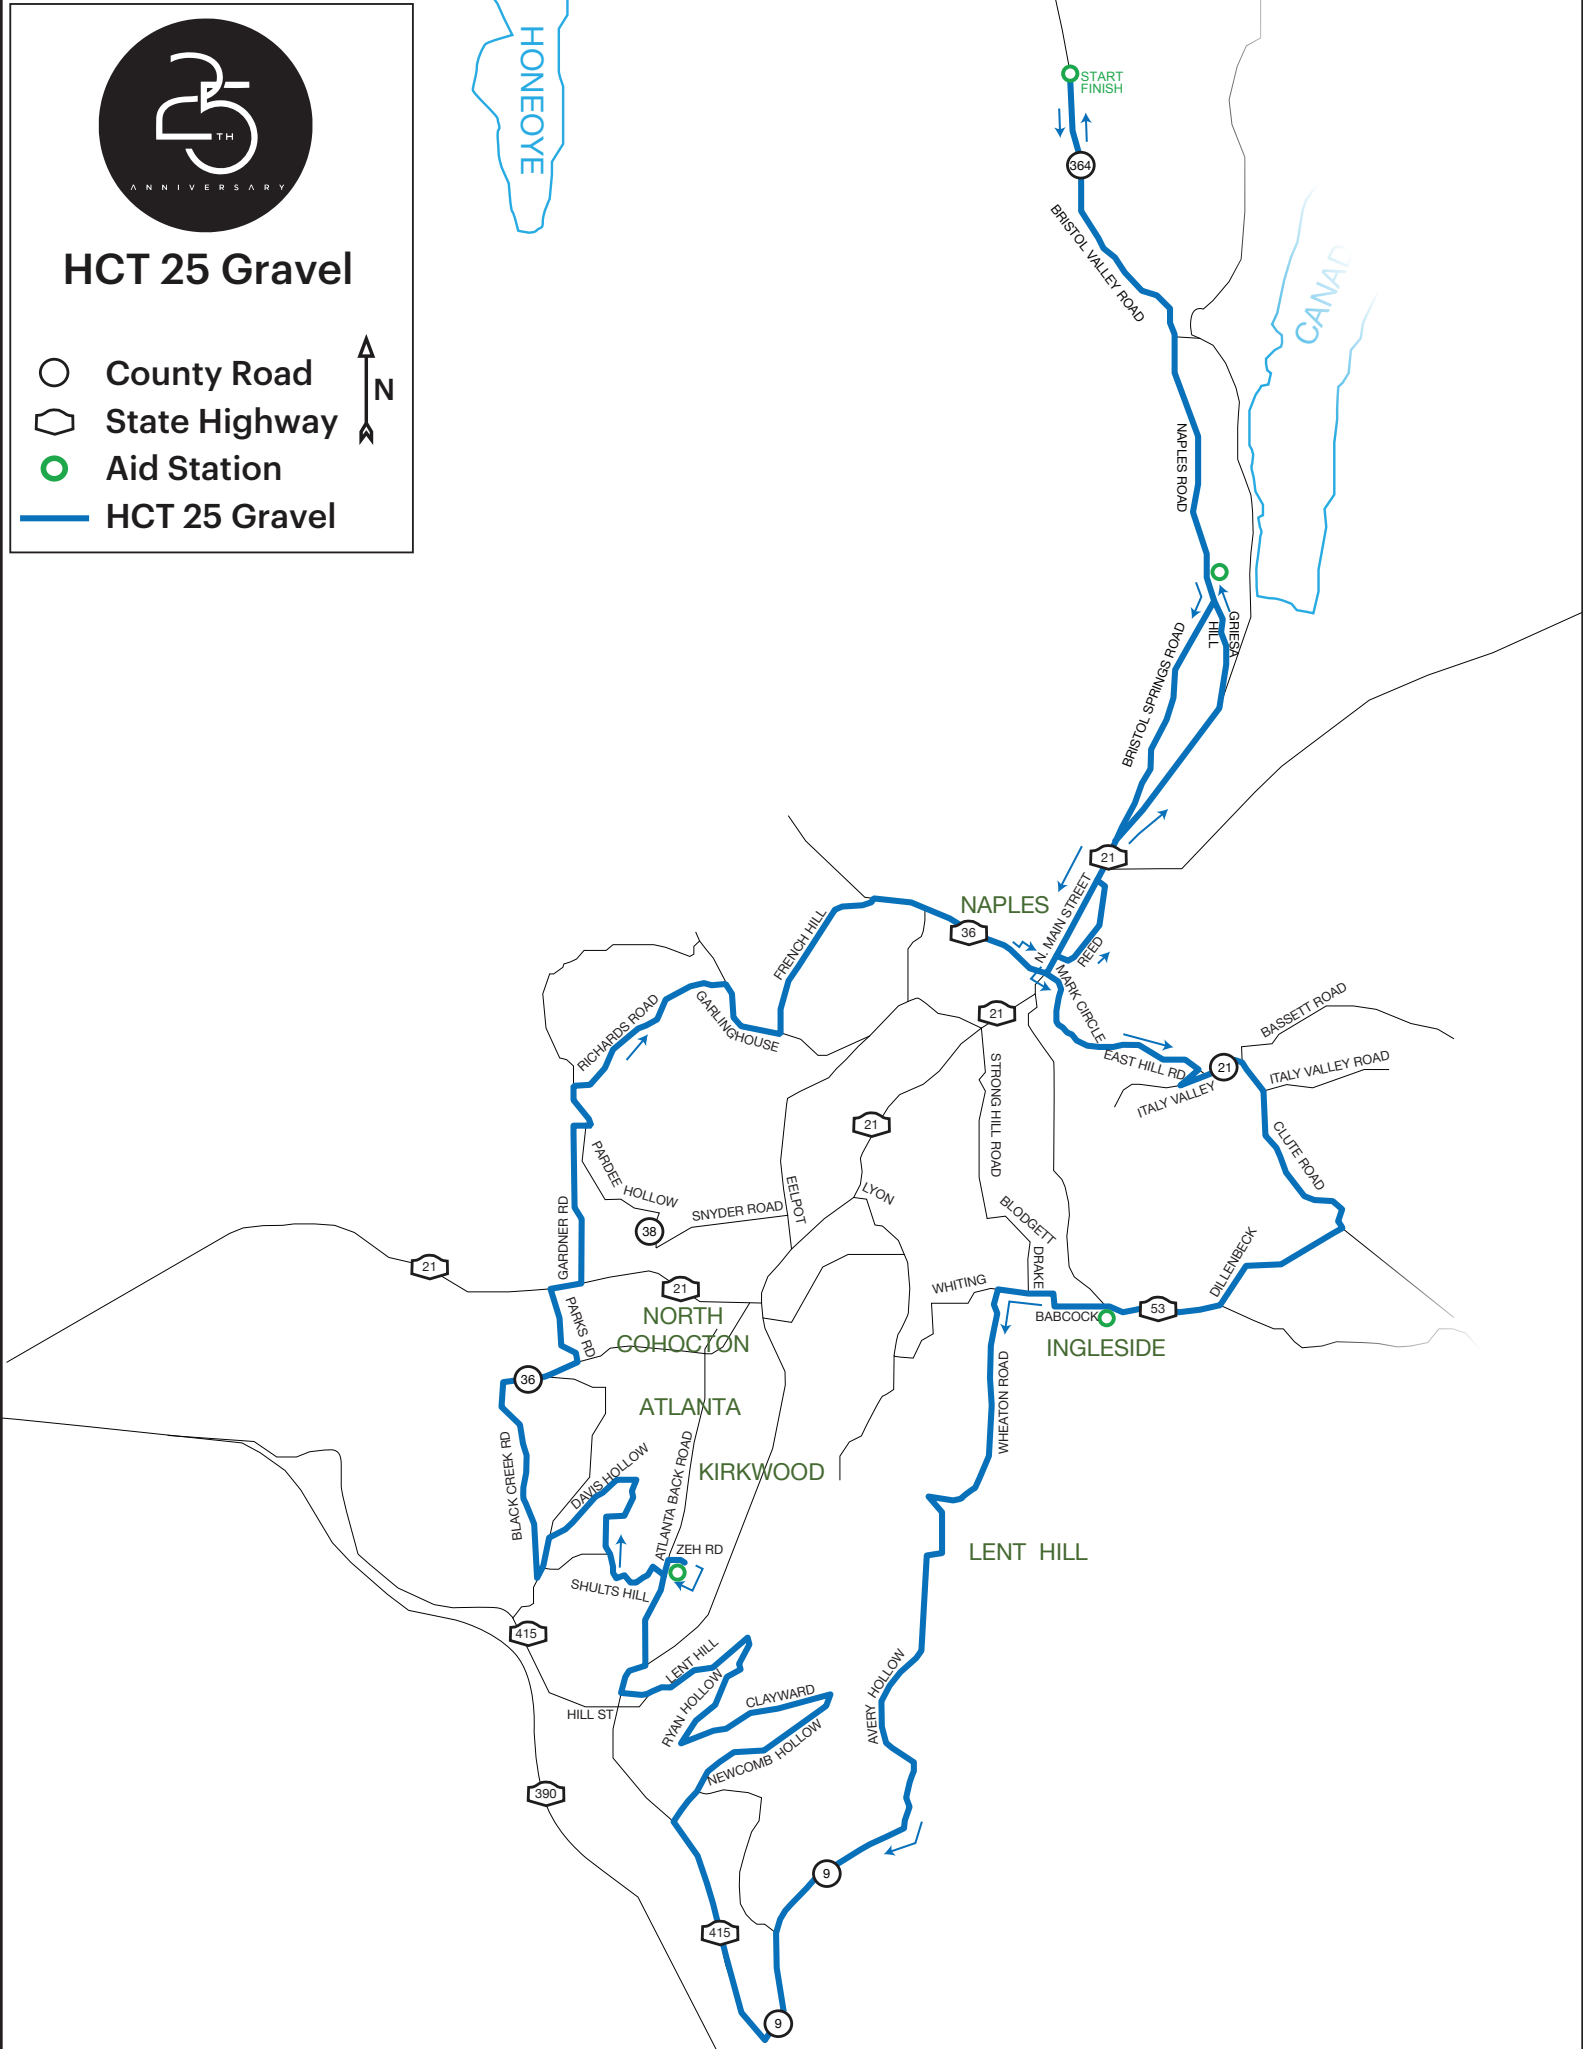 25
TH
ANNIVERSARY
HCT 25 Gravel
County Road
N
State Highway
Aid Station
HCT 25 Gravel
HONEOYE
START
FINISH
364
BRISTOL VALLEY ROAD
CANAD
NAPLES ROAD
GRIESA
HILL
BRISTOL SPRINGS ROAD
21
N. MAIN STREET
NAPLES
36
REED
FRENCH HILL
MARK CIRCLE
RICHARDS ROAD
GARLINGHOUSE
21
BASSETT ROAD
EAST HILL RD
21
ITALY VALLEY ROAD
ITALY VALLEY
STRONG HILL ROAD
21
CLUTE ROAD
PARDEE
HOLLOW
38
SNYDER ROAD
EELPOT
LYON
BLODGETT
DRAKE
GARDNER RD
21
21
WHITING
DILLENBECK
53
BABCOCK
INGLESIDE
NORTH
COHOCTON
PARKS RD
36
ATLANTA
WHEATON ROAD
BLACK CREEK RD
DAVIS HOLLOW
ATLANTA BACK ROAD
KIRKWOOD
ZEH RD
LENT HILL
SHULTS HILL
415
LENT HILL
RYAN HOLLOW
CLAYWARD
HILL ST
AVERY HOLLOW
NEWCOMB HOLLOW
390
9
415
9